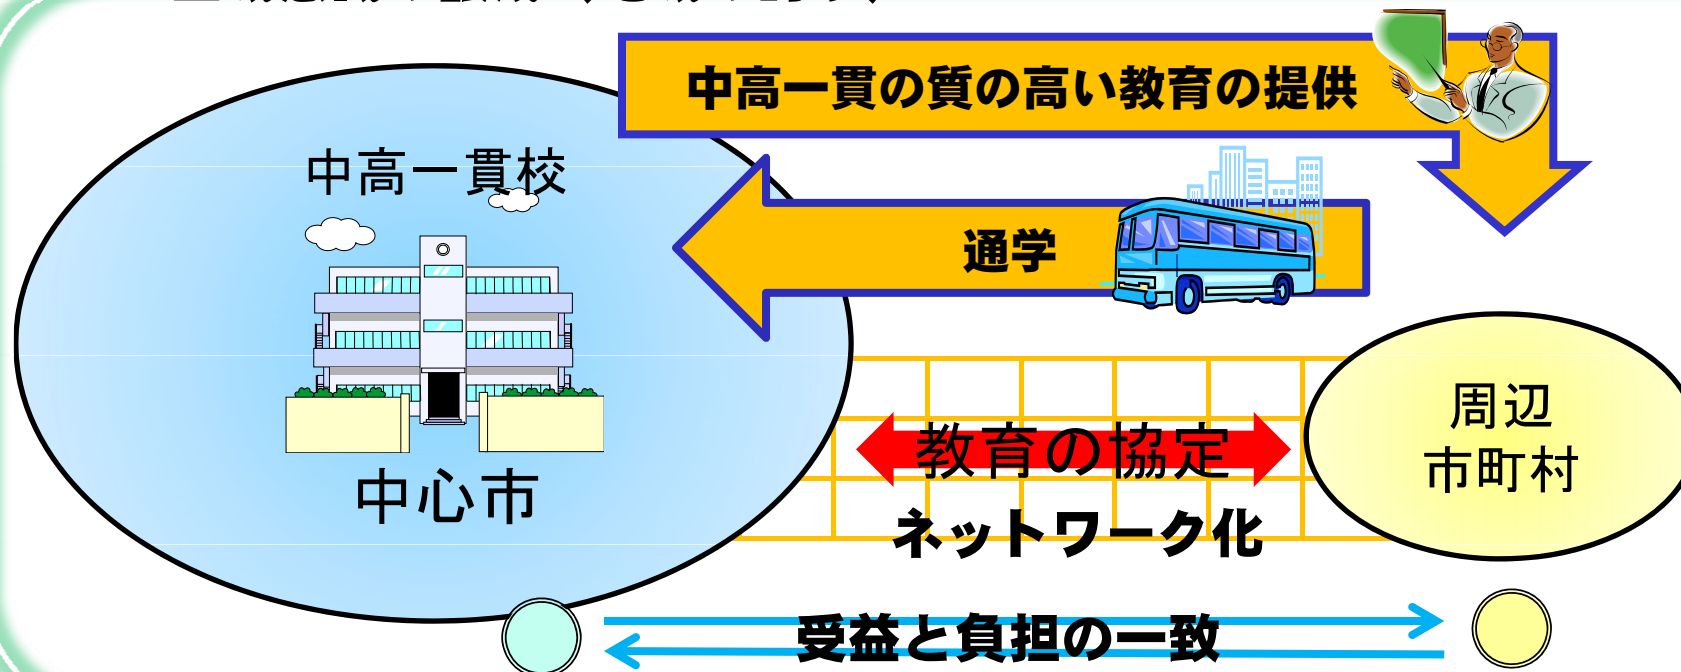 中高一貫の質の高い教育の提供
中高一貫校
通学
周辺
市町村
教育の協定
中心市
ネットワーク化
受益と負担の一致